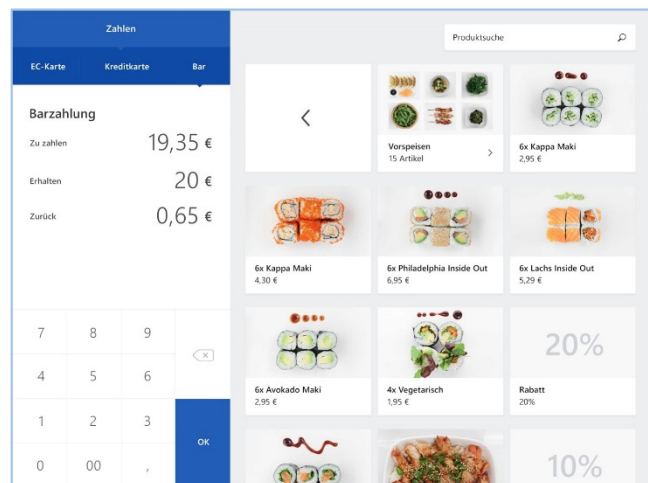 Zahlen
EC-Karte Kreditkarte Bar
Barzahlung
Zu zahlen 19,35 €
Erhalten 20 €
Zurück 0,65 €
7 8 9
4 5 6
1 2 3
OK
0 00 ,
Produktsuche
Vorspeisen
15 Artikel
6x Kappa Maki
2,95 €
6x Kappa Maki
4,30 €
6x Philadelphia Inside Out
6,95 €
6x Lachs Inside Out
5,29 €
6x Avokado Maki
2,95 €
4x Vegetarisch
1,95 €
20%
Rabatt
20%
10%